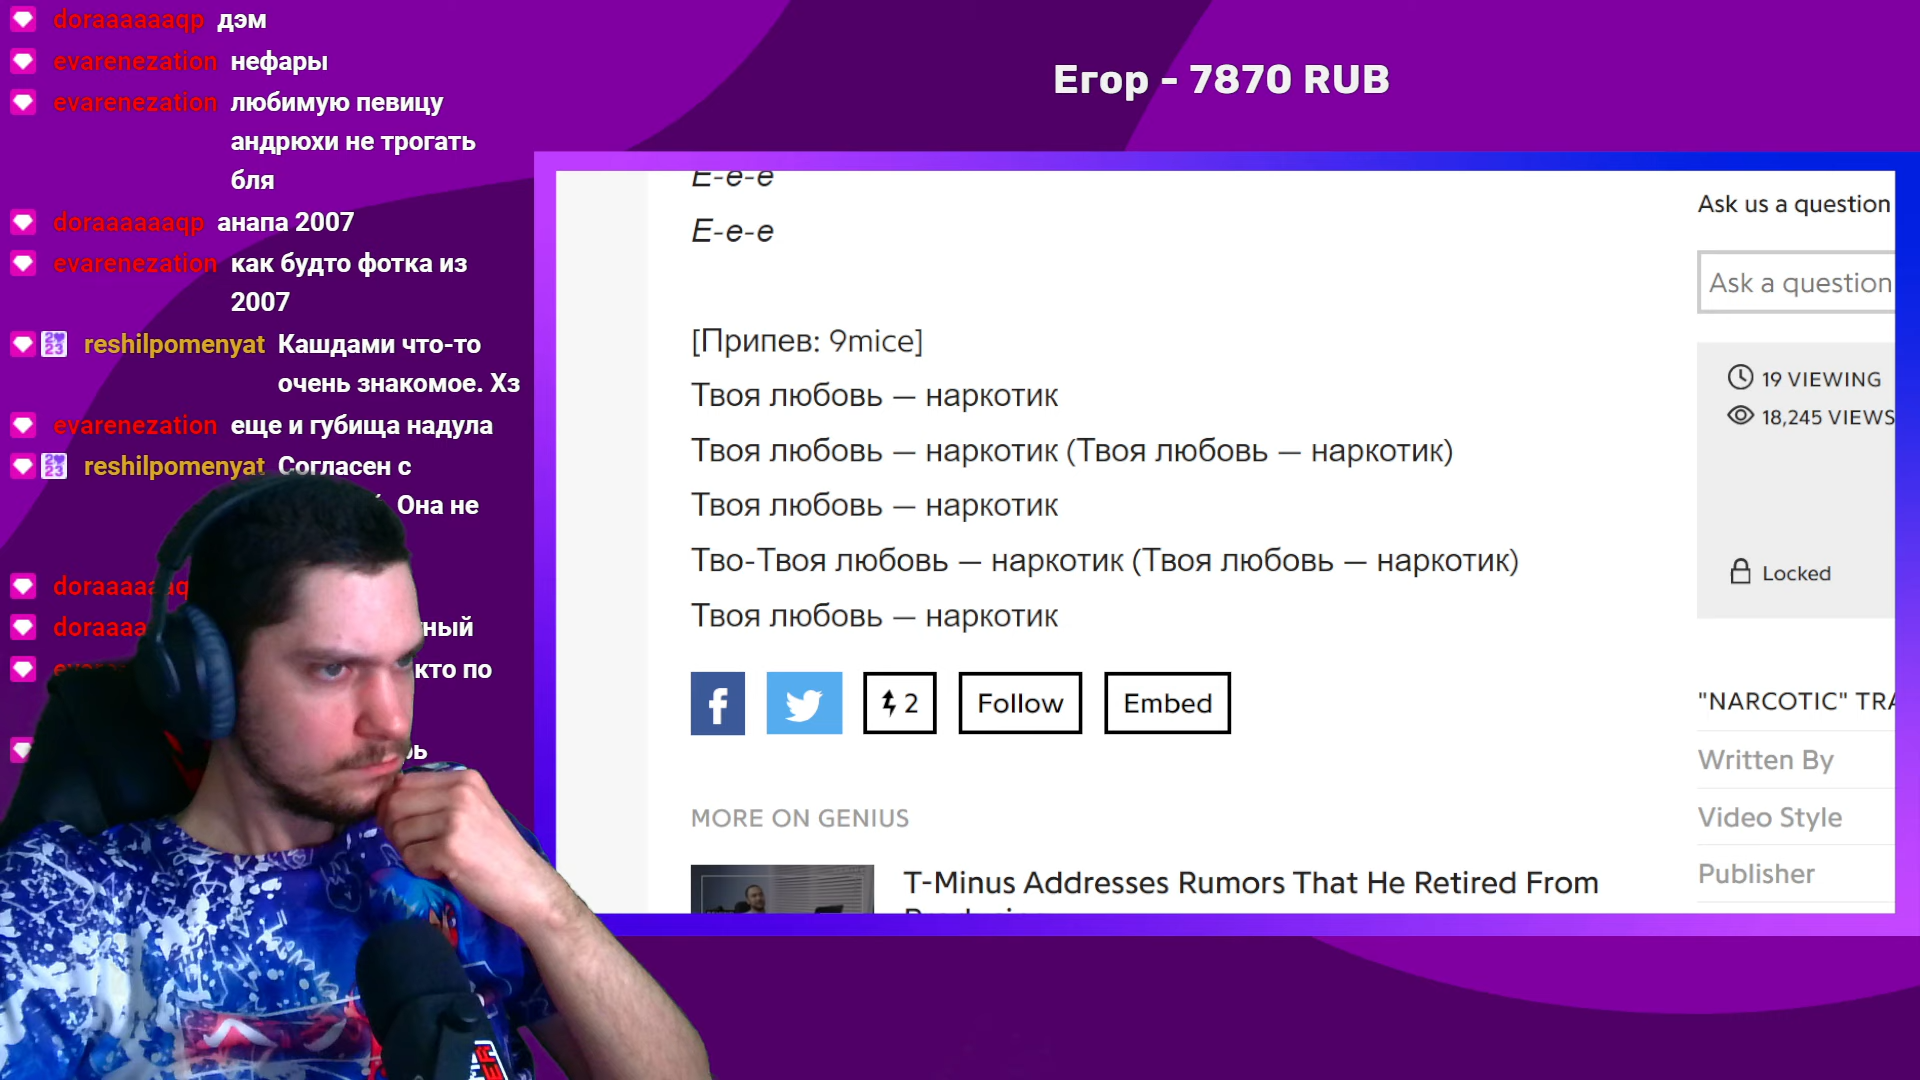 doraaaaaaqp дэм
evarenezation нефары
evarenezation любимую певицу
андрюхи не трогать
бля
doraaaaaaqp анапа 2007
evarenezation как будто фотка из
2007
reshilpomenyat Кашдами что-то
очень знакомое. Хз
evarenezation еще и губища надула
reshilpomenyat Согласен с
Она не
кто по
Егор - 7870 RUB
Е-е-е
Е-е-е
[Припев: 9mice]
Твоя любовь — наркотик
Твоя любовь — наркотик (Твоя любовь — наркотик)
Твоя любовь — наркотик
Тво-Твоя любовь — наркотик (Твоя любовь — наркотик)
Твоя любовь — наркотик
2
Follow
Embed
MORE ON GENIUS
T-Minus Addresses Rumors That He Retired From
Ask us a question
Ask a question
19 VIEWING
18,245 VIEWS
Locked
"NARCOTIC"
Written By
Video Style
Publisher